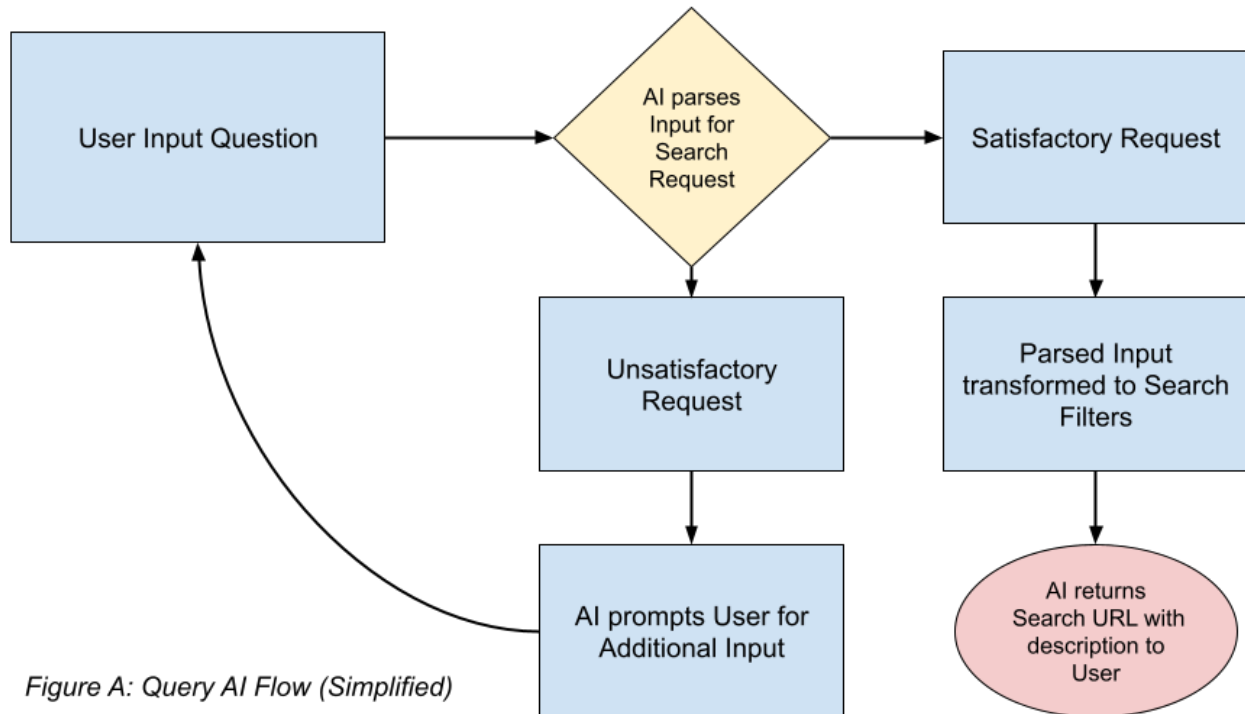 User Input Question
AI parses
Input for
Search
Request
Satisfactory Request
Unsatisfactory
Request
Parsed Input
transformed to Search
Filters
AI prompts User for
Additional Input
AI returns
Search URL with
description to
User
Figure A: Query AI Flow (Simplified)